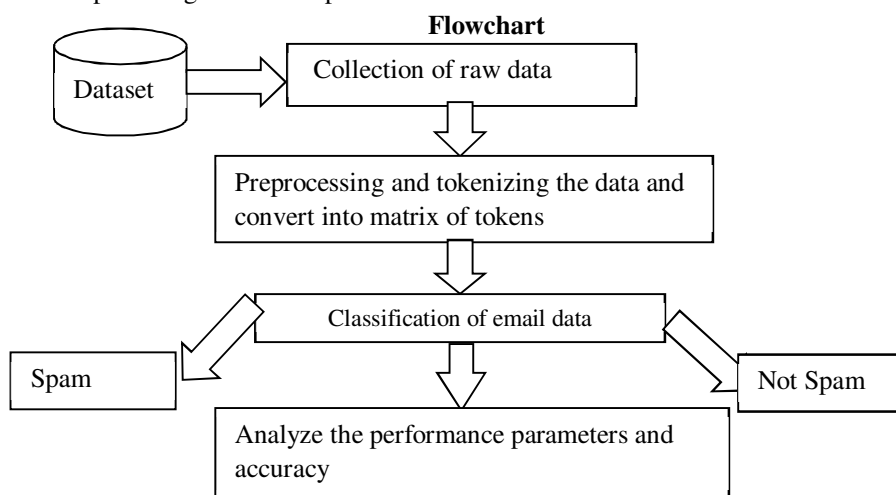 Flowchart
Dataset
Collection of raw data
Preprocessing and tokenizing the data and
convert into matrix of tokens
Classification of email data
Spam
Not Spam
Analyze the performance parameters and
accuracy